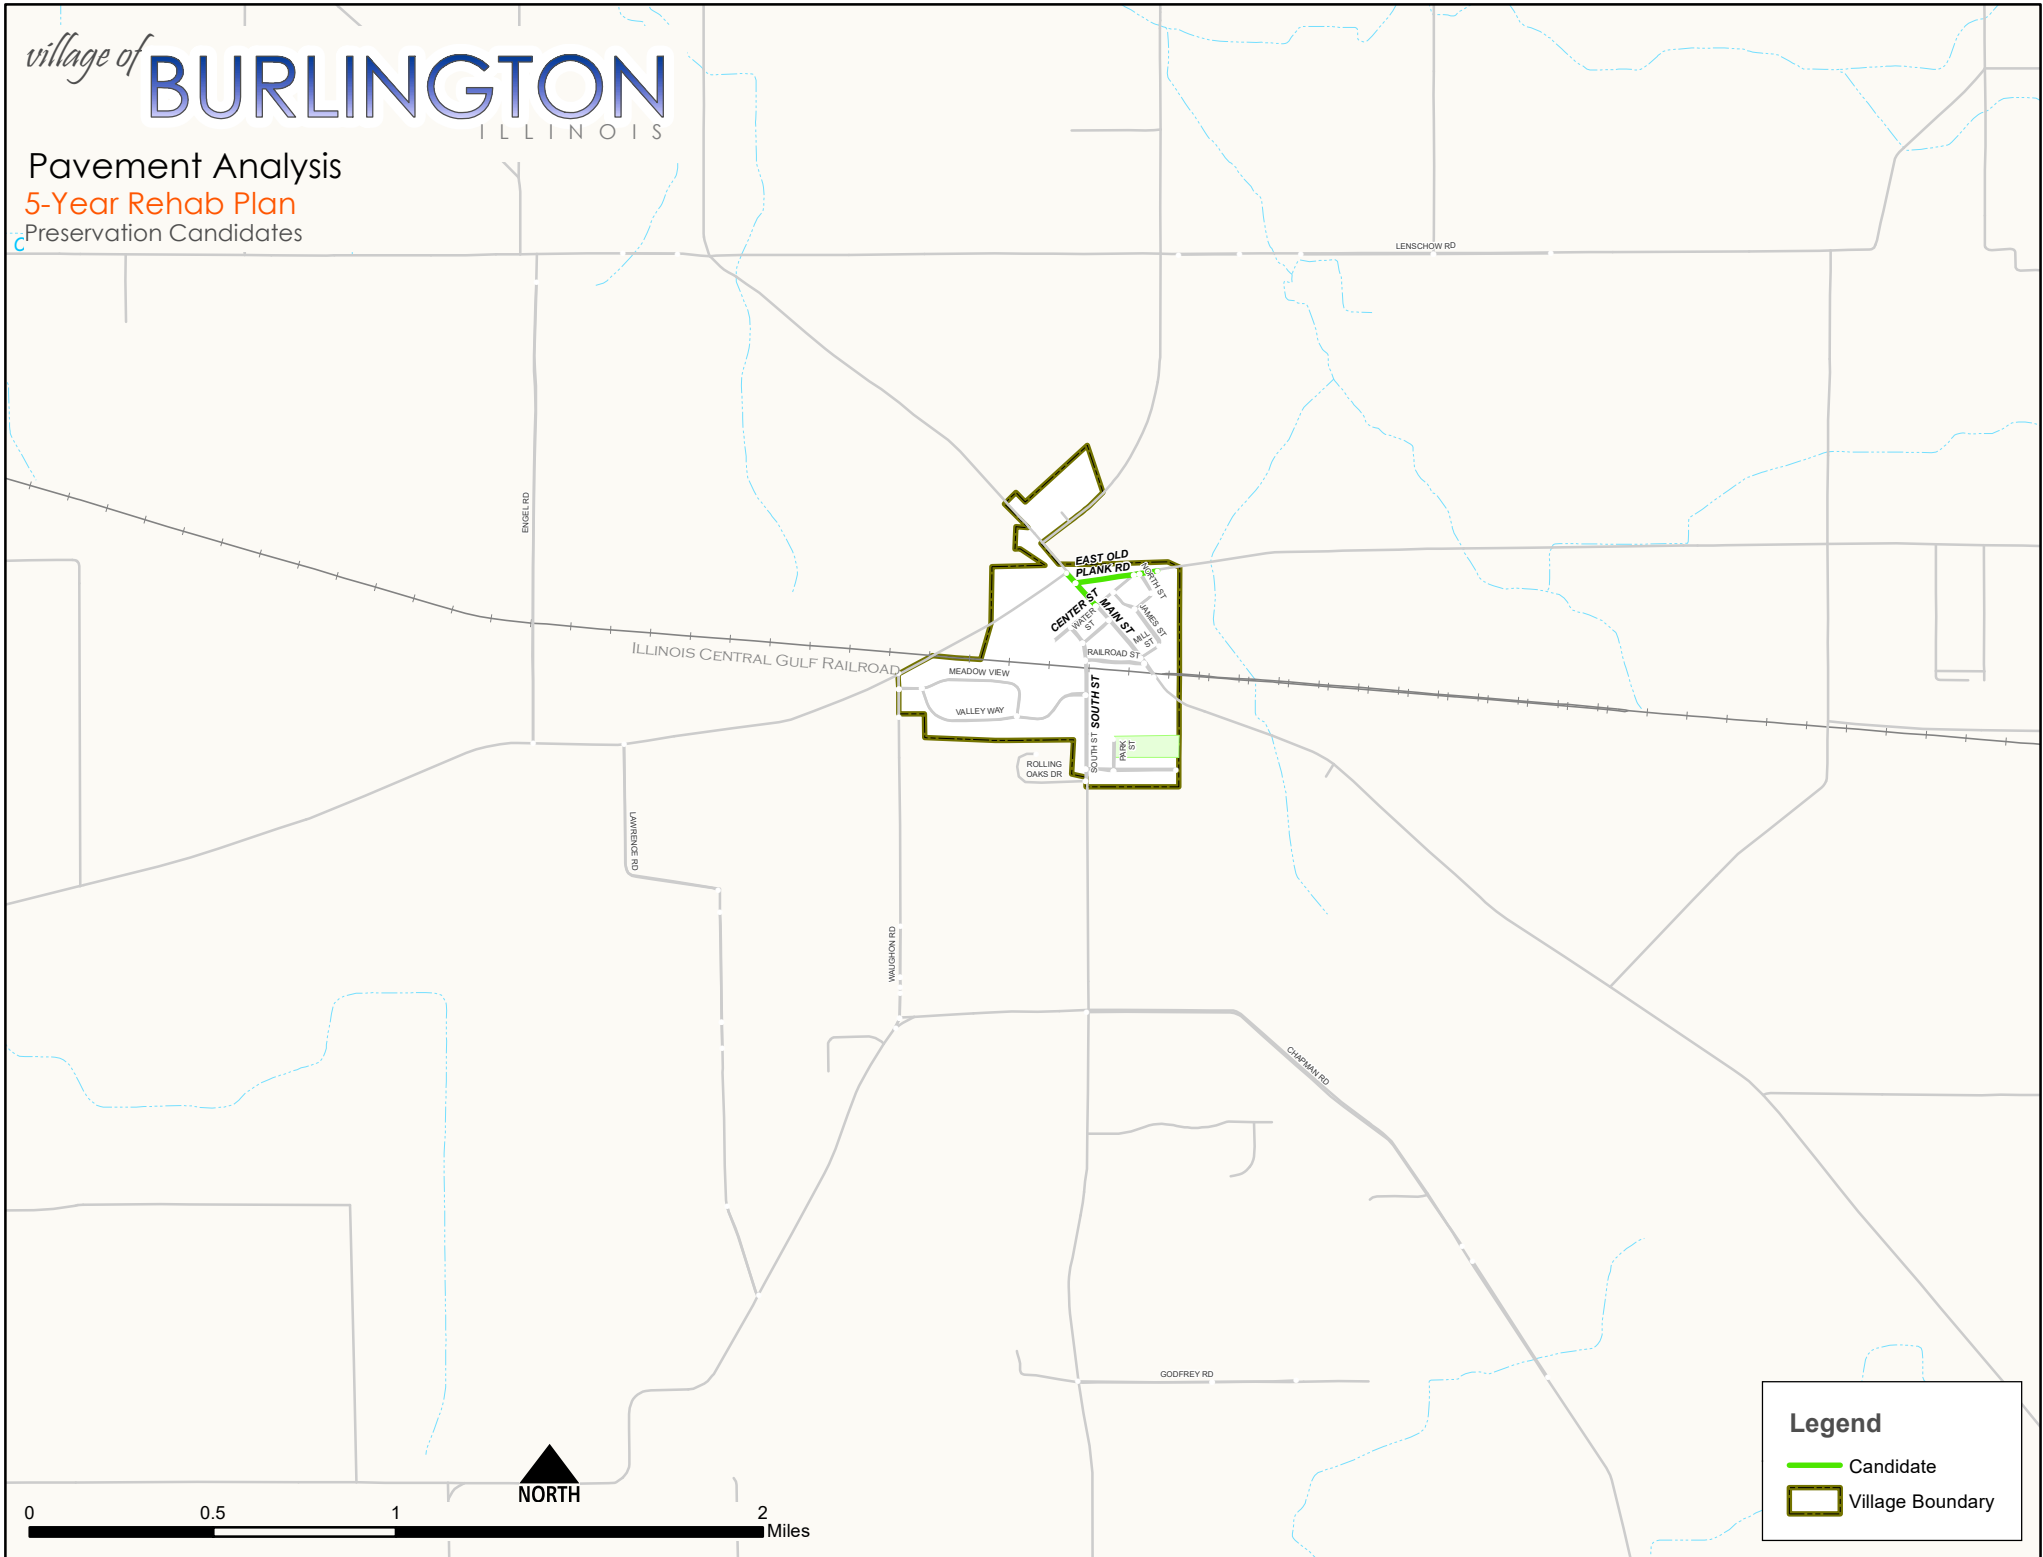 village of
BURLINGTON
ILLINOIS
Pavement Analysis
5-Year Rehab Plan
Preservation Candidates
C
LENSCHOW RD
ENGEL RD
EAST OLD
PLANK RD
NORTH ST
CENTER ST
WATER
ST
MAIN ST
JAMES ST
MILL
ST
RAILROAD ST
ILLINOIS CENTRAL GULF RAILROAD
MEADOW VIEW
VALLEY WAY
SOUTH ST
SOUTH ST
PARK
ST
ROLLING
OAKS DR
LAWRENCE RD
WAUGHON RD
CHAPMAN RD
GODFREY RD
NORTH
0 0.5 1 2
Miles
Legend
Candidate
Village Boundary